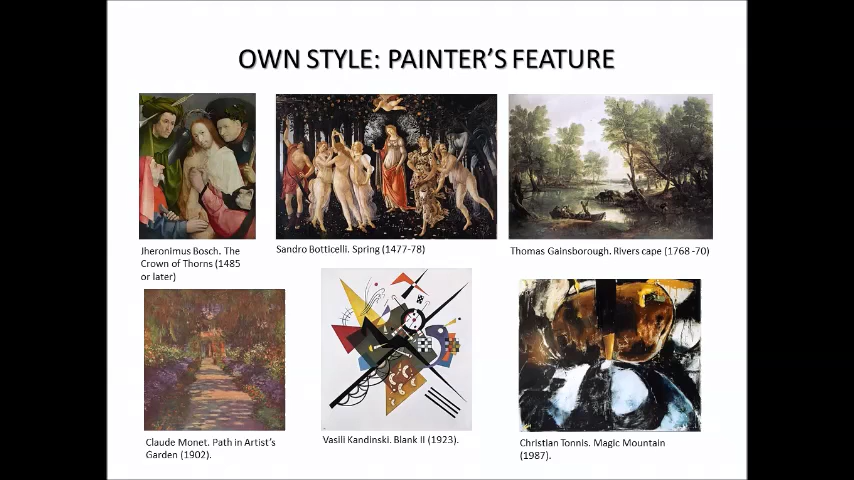 OWN STYLE: PAINTER'S FEATURE
Jheronimus Bosch. The
Crown of Thorns (1485
or later)
Sandro Botticelli. Spring (1477-78)
Thomas Gainsborough. Rivers cape (1768 -70)
Claude Monet. Path in Artist's
Garden (1902).
Vasili Kandinski. Blank II (1923).
Christian Tonnis. Magic Mountain
(1987).